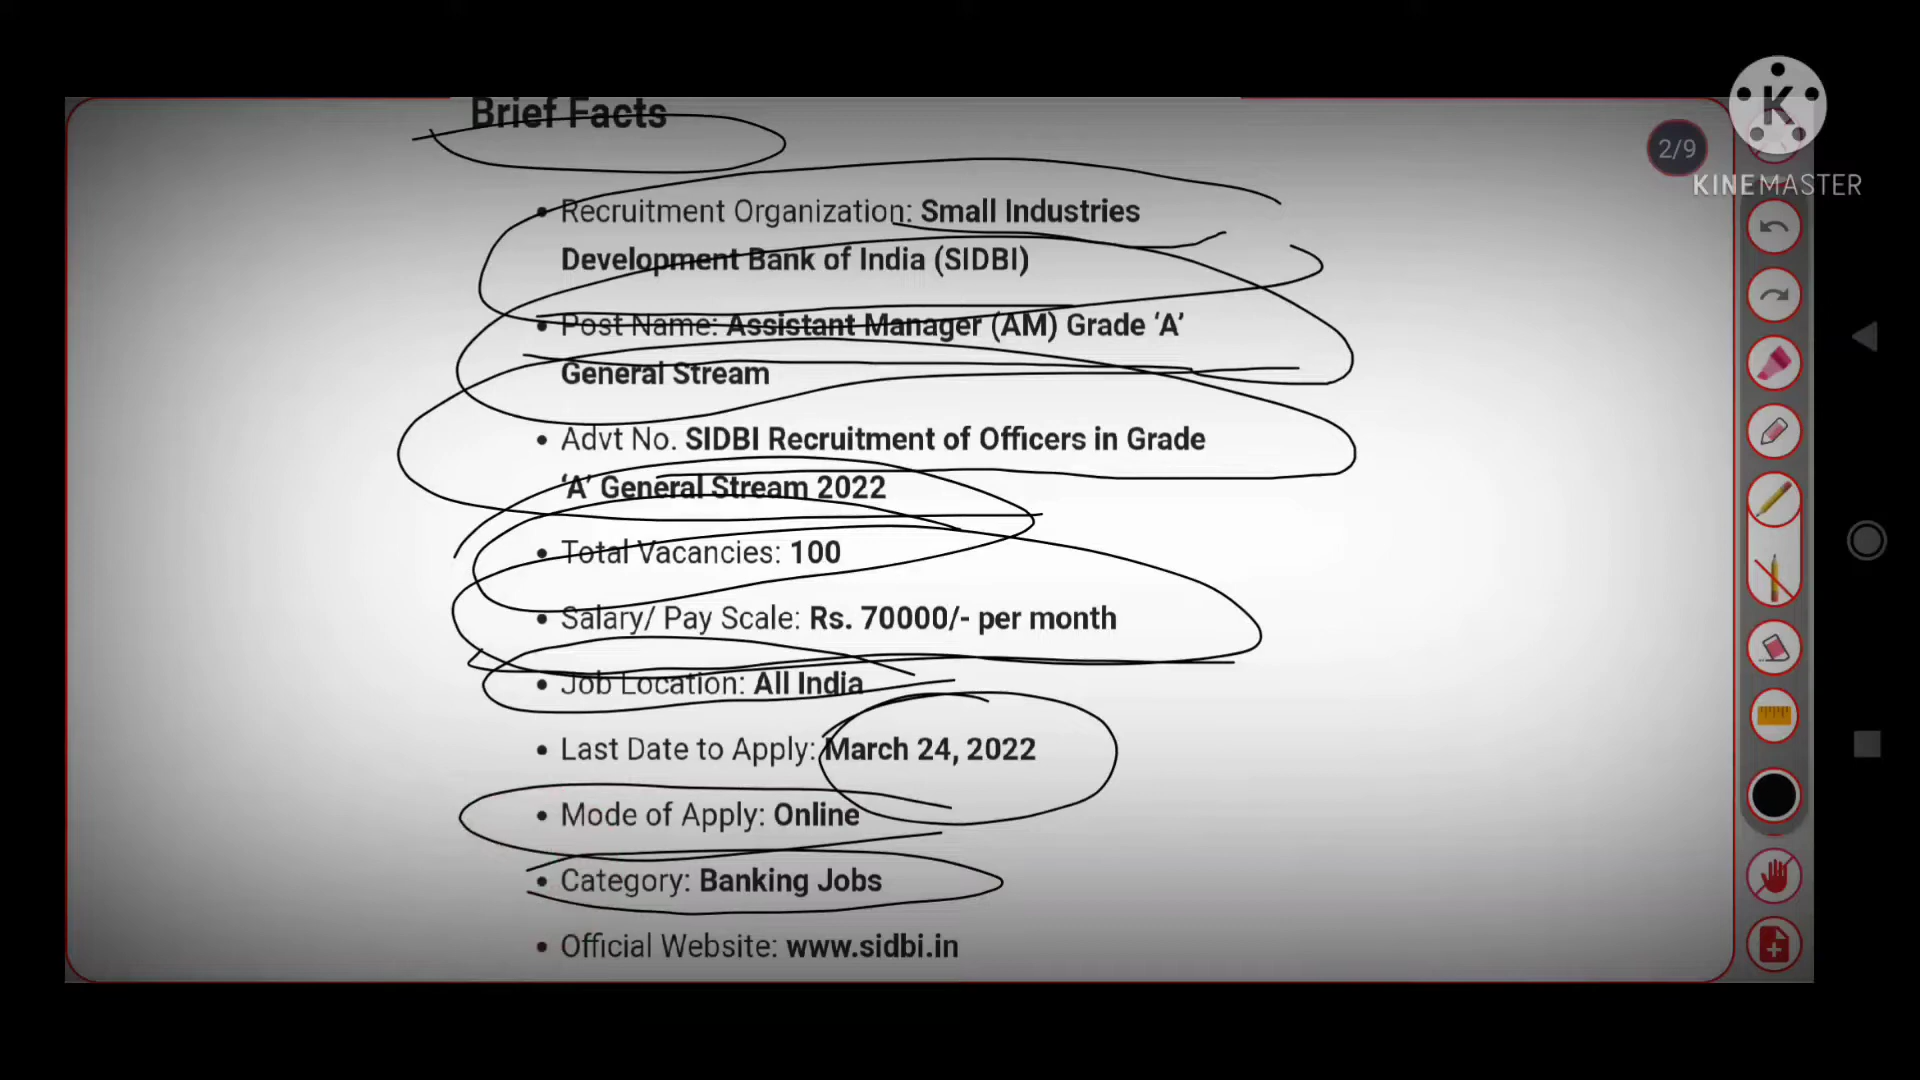 Brief Facts
2/9
K
KINEMASTER
• Recruitment Organization: Small Industries
Development Bank of India (SIDBI)
• Post Name: Assistant Manager (AM) Grade ‘A’
General Stream
• Advt No. SIDBI Recruitment of Officers in Grade
‘A’ General Stream 2022
• Total Vacancies: 100
• Salary/ Pay Scale: Rs. 70000/- per month
• Job Location: All India
• Last Date to Apply: March 24, 2022
• Mode of Apply: Online
• Category: Banking Jobs
• Official Website: www.sidbi.in